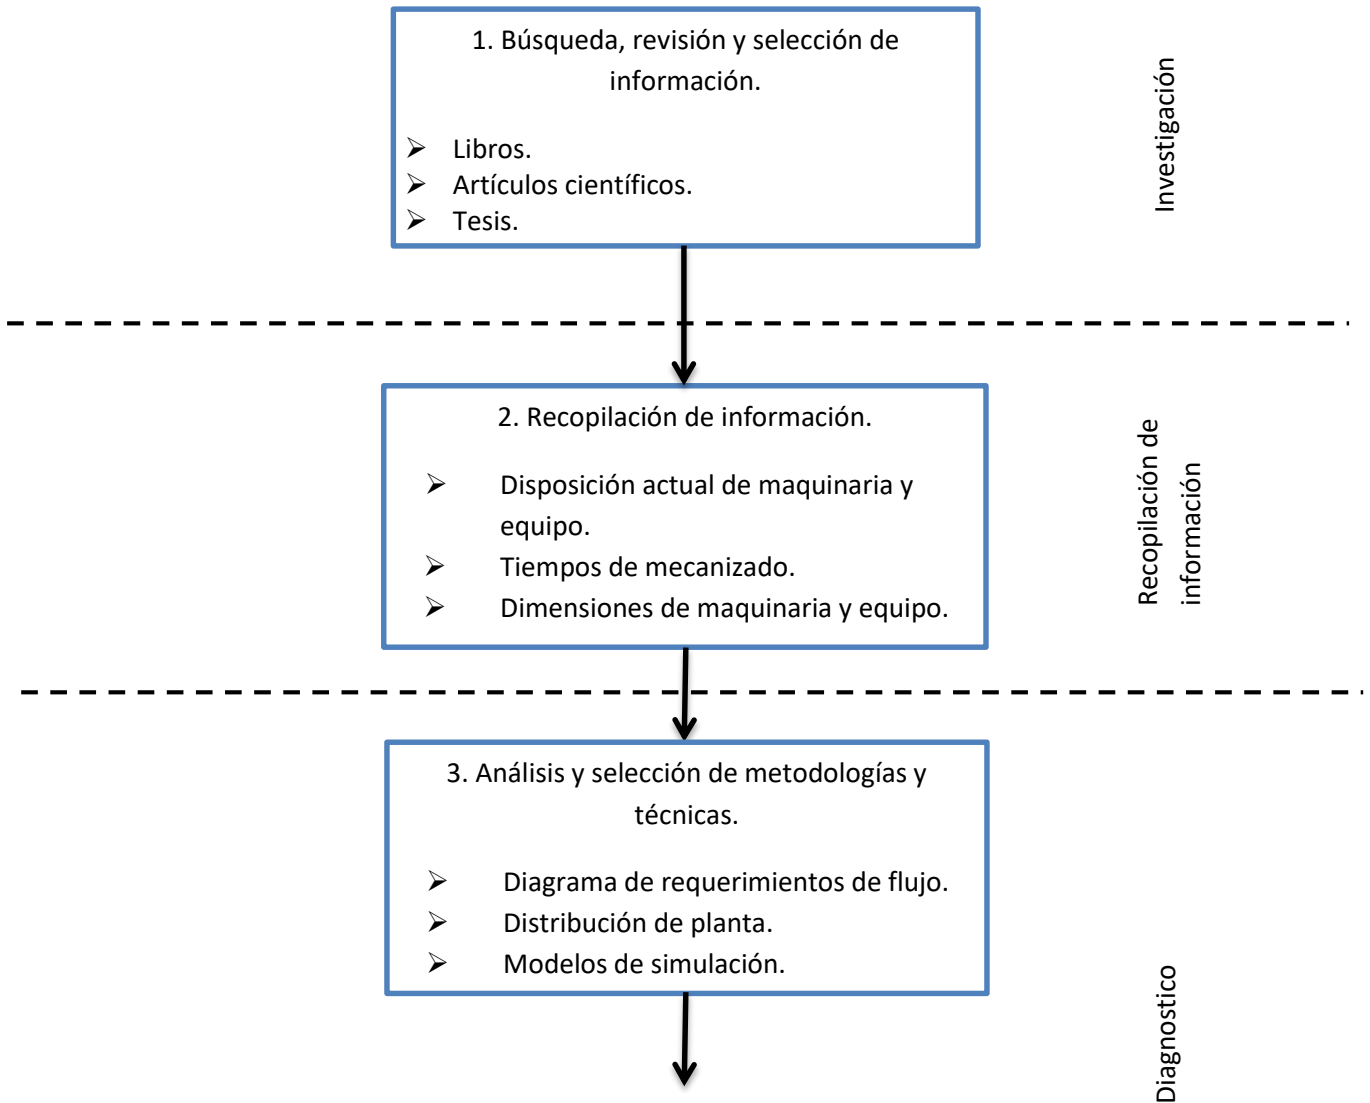 1. Búsqueda, revisión y selección de
información.
➢ Libros.
➢ Artículos científicos.
➢ Tesis.
Investigación
2. Recopilación de información.
➢ Disposición actual de maquinaria y
equipo.
➢ Tiempos de mecanizado.
➢ Dimensiones de maquinaria y equipo.
Recopilación de
información
3. Análisis y selección de metodologías y
técnicas.
➢ Diagrama de requerimientos de flujo.
➢ Distribución de planta.
➢ Modelos de simulación.
Diagnostico